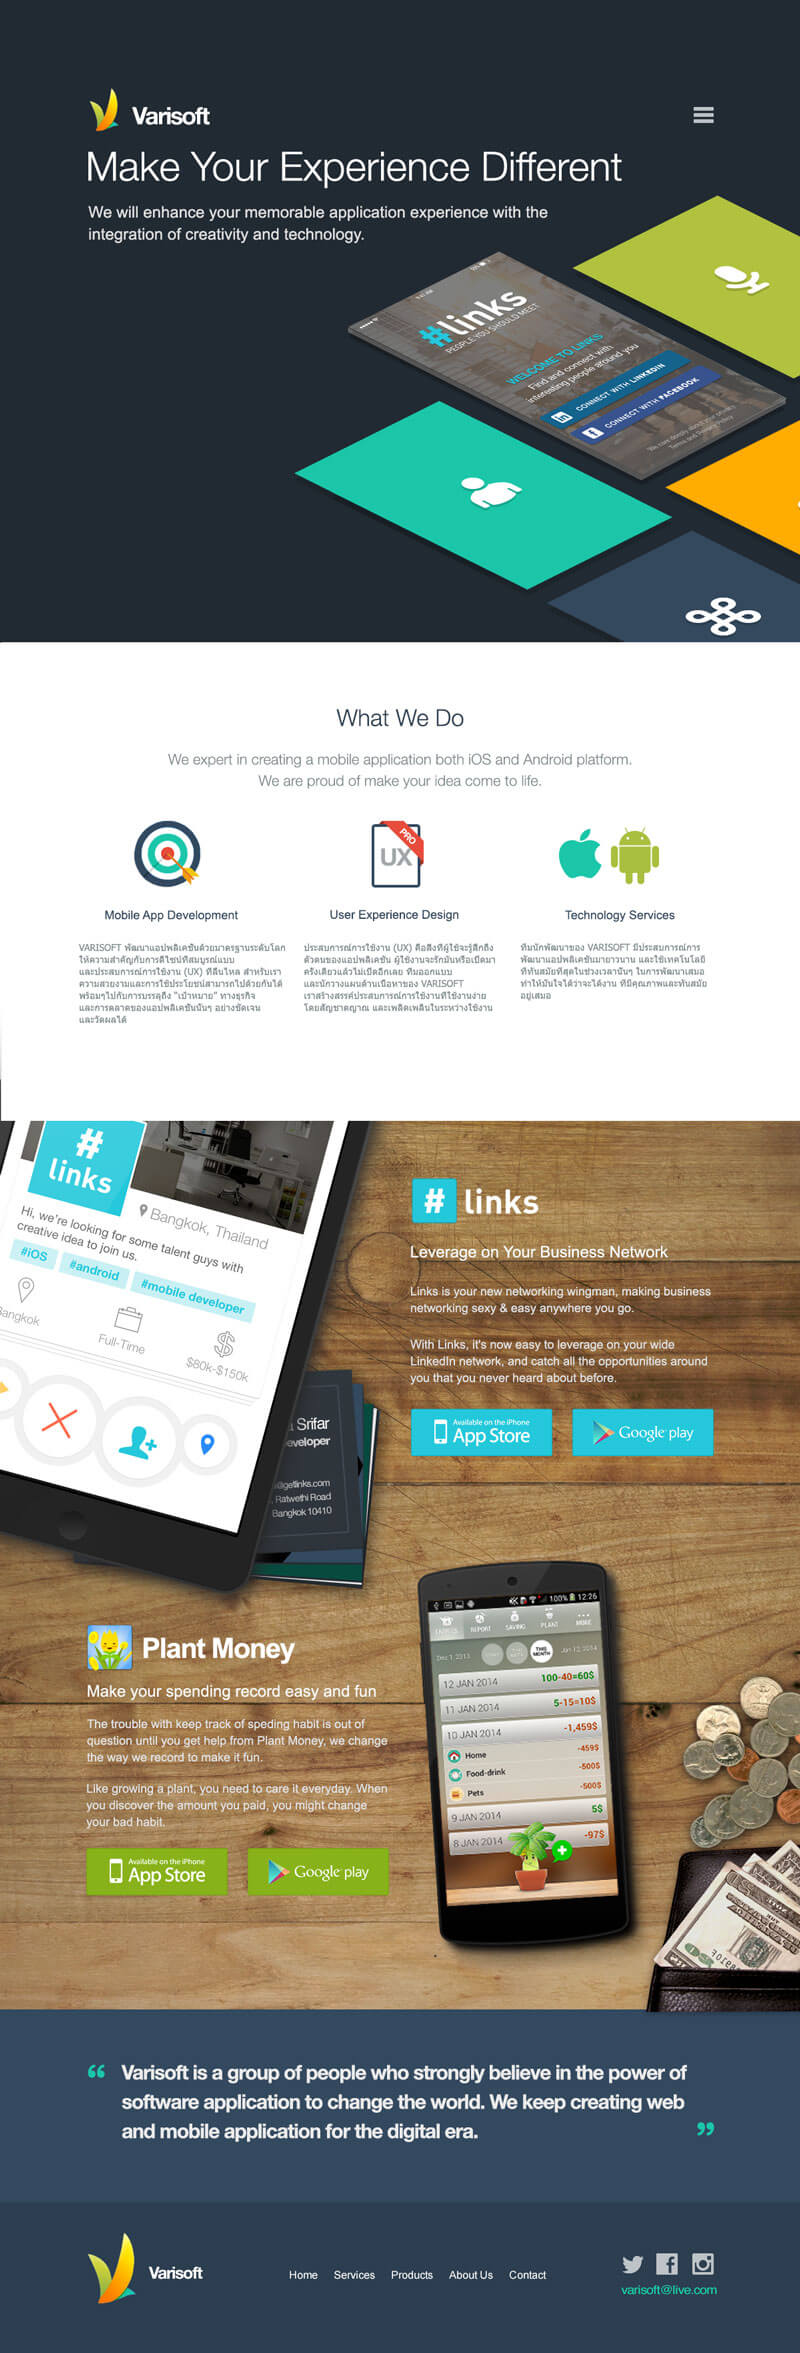 Varisoft
Make Your Experience Different
We will enhance your memorable application experience with the
integration of creativity and technology.
#links
PEOPLE YOU SHOULD MEET
WELCOME TO LINKS
Find and connect with
interesting people around you
in CONNECT WITH LINKEDIN
f CONNECT WITH FACEBOOK
We care deeply about your privacy
Terms and Privacy Policy
What We Do
We expert in creating a mobile application both iOS and Android platform.
We are proud of make your idea come to life.
UX
PRO
Mobile App Development
VARISOFT พัฒนาแอปพลิเคชันด้วยมาตรฐานระดับโลก
ให้ความสำคัญกับการดีไซน์ที่สมบูรณ์แบบ
และประสบการณ์การใช้งาน (UX) ที่ลื่นไหล สำหรับเรา
ความสวยงามและการใช้ประโยชน์สามารถไปด้วยกันได้
พร้อมๆไปกับการบรรลุถึง "เป้าหมาย" ทางธุรกิจ
และการตลาดของแอปพลิเคชันนั้นๆ อย่างชัดเจน
และวัดผลได้
User Experience Design
ประสบการณ์การใช้งาน (UX) คือสิ่งที่ผู้ใช้จะรู้สึกถึง
ตัวตนของแอปพลิเคชัน ผู้ใช้งานจะรักมันหรือเปิดมา
ครั้งเดียวแล้วไม่เปิดอีกเลย ทีมออกแบบ
และนักวางแผนด้านเนื้อหาของ VARISOFT
เราสร้างสรรค์ประสบการณ์การใช้งานที่ใช้งานง่าย
โดยสัญชาตญาณ และเพลิดเพลินในระหว่างใช้งาน
Technology Services
ทีมนักพัฒนาของ VARISOFT มีประสบการณ์การ
พัฒนาแอปพลิเคชันมายาวนาน และใช้เทคโนโลยี
ที่ทันสมัยที่สุดในช่วงเวลานั้นๆ ในการพัฒนาเสมอ
ทำให้มั่นใจได้ว่าจะได้งาน ที่มีคุณภาพและทันสมัย
อยู่เสมอ
#
links
Bangkok, Thailand
Hi, we're looking for some talent guys with
creative idea to join us.
#iOS #android #mobile developer
Bangkok
Full-Time
$80k-$150k
Srifar
eveloper
@getlinks.com
, Ratwethi Road
Bangkok 10410
# links
Leverage on Your Business Network
Links is your new networking wingman, making business
networking sexy & easy anywhere you go.
With Links, it's now easy to leverage on your wide
LinkedIn network, and catch all the opportunities around
you that you never heard about before.
Available on the iPhone
App Store
Google play
Plant Money
Make your spending record easy and fun
The trouble with keep track of speding habit is out of
question until you get help from Plant Money, we change
the way we record to make it fun.
Like growing a plant, you need to care it everyday. When
you discover the amount you paid, you might change
your bad habit.
Available on the iPhone
App Store
Google play
100% 12:26
REPORT SAVING PLANT MORE
Dec 1, 2013 THIS MONTH Jan 12, 2014
12 JAN 2014 100-40=60$
11 JAN 2014 5-15=10$
10 JAN 2014 -1,459$
Home -459$
Food-drink -500$
Pets -500$
9 JAN 2014 5$
8 JAN 2014 -97$
“ Varisoft is a group of people who strongly believe in the power of
software application to change the world. We keep creating web
and mobile application for the digital era. ”
Varisoft
Home Services Products About Us Contact
varisoft@live.com